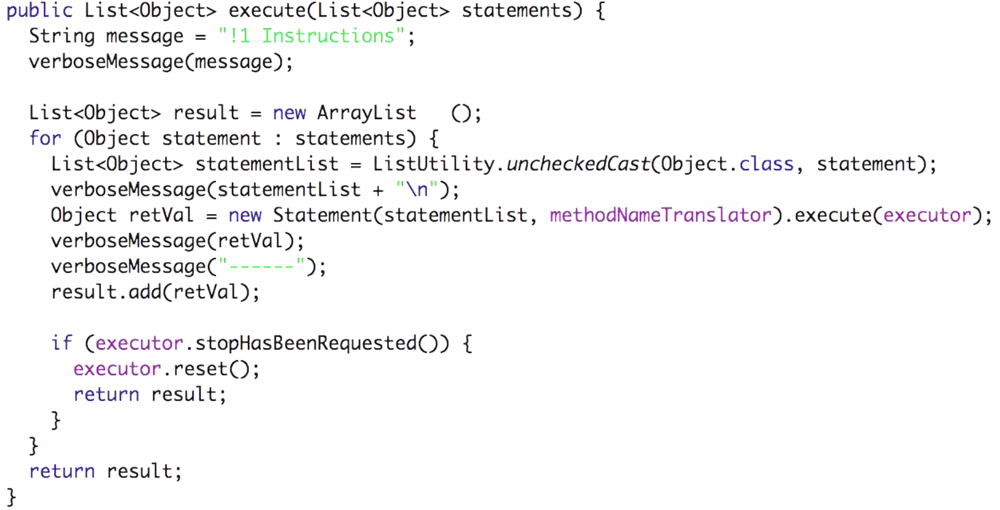 public List<Object> execute(List<Object> statements) {
  String message = "!1 Instructions";
  verboseMessage(message);

  List<Object> result = new ArrayList   ();
  for (Object statement : statements) {
    List<Object> statementList = ListUtility.uncheckedCast(Object.class, statement);
    verboseMessage(statementList + "\n");
    Object retVal = new Statement(statementList, methodNameTranslator).execute(executor);
    verboseMessage(retVal);
    verboseMessage("------");
    result.add(retVal);

    if (executor.stopHasBeenRequested()) {
      executor.reset();
      return result;
    }
  }
  return result;
}